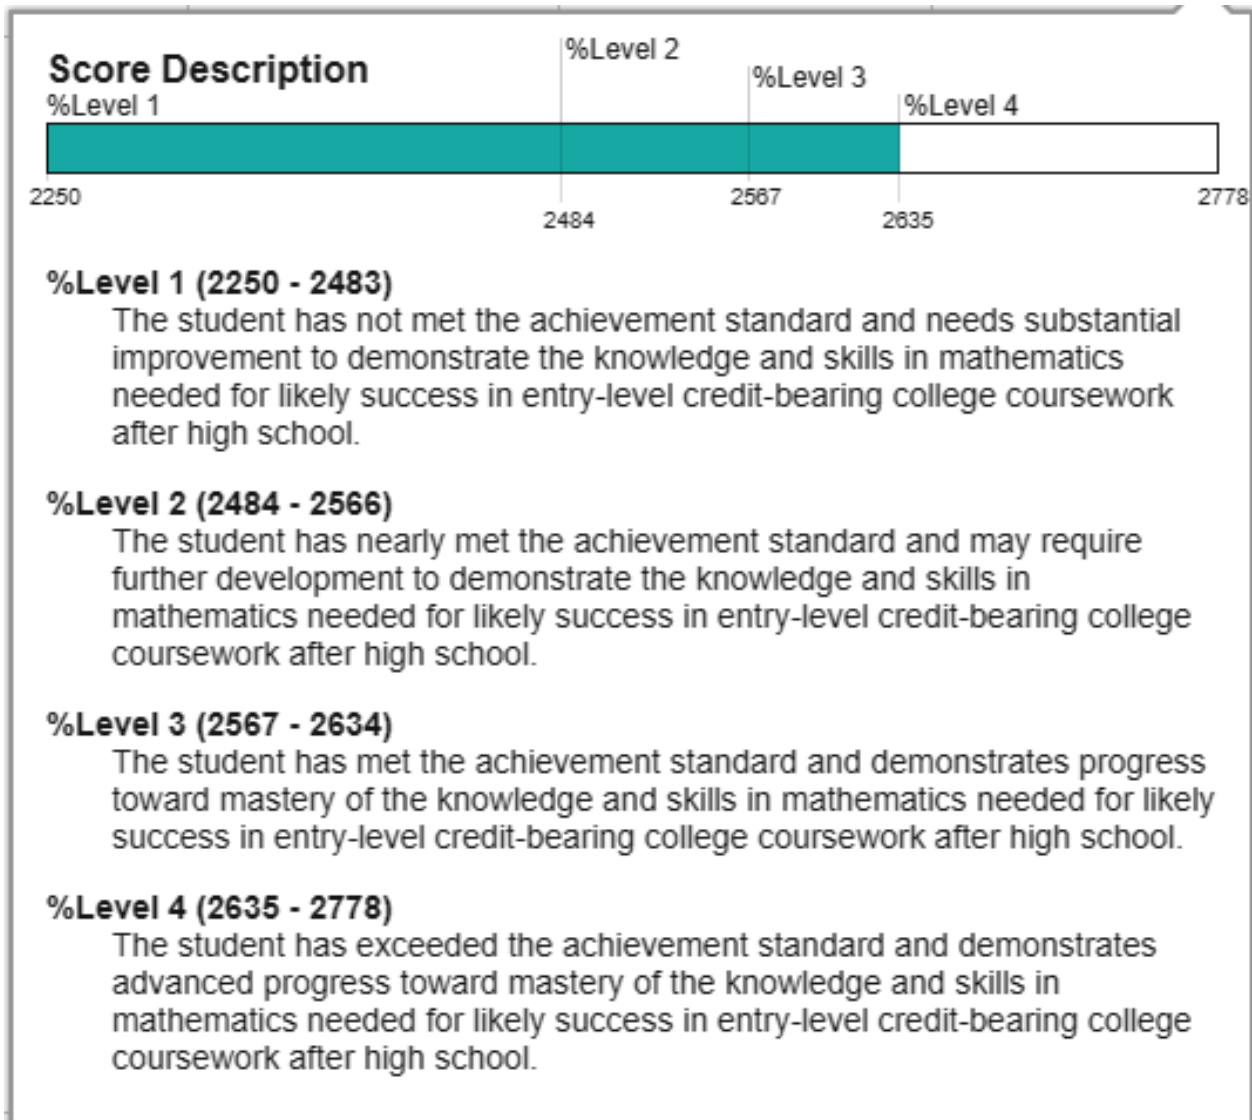 %Level 2
Score Description
%Level 3
%Level 1
%Level 4
2250
2567
2778
2484
2635
%Level 1 (2250 - 2483)
The student has not met the achievement standard and needs substantial
improvement to demonstrate the knowledge and skills in mathematics
needed for likely success in entry-level credit-bearing college coursework
after high school.
%Level 2 (2484 - 2566)
The student has nearly met the achievement standard and may require
further development to demonstrate the knowledge and skills in
mathematics needed for likely success in entry-level credit-bearing college
coursework after high school.
%Level 3 (2567 - 2634)
The student has met the achievement standard and demonstrates progress
toward mastery of the knowledge and skills in mathematics needed for likely
success in entry-level credit-bearing college coursework after high school.
%Level 4 (2635 - 2778)
The student has exceeded the achievement standard and demonstrates
advanced progress toward mastery of the knowledge and skills in
mathematics needed for likely success in entry-level credit-bearing college
coursework after high school.